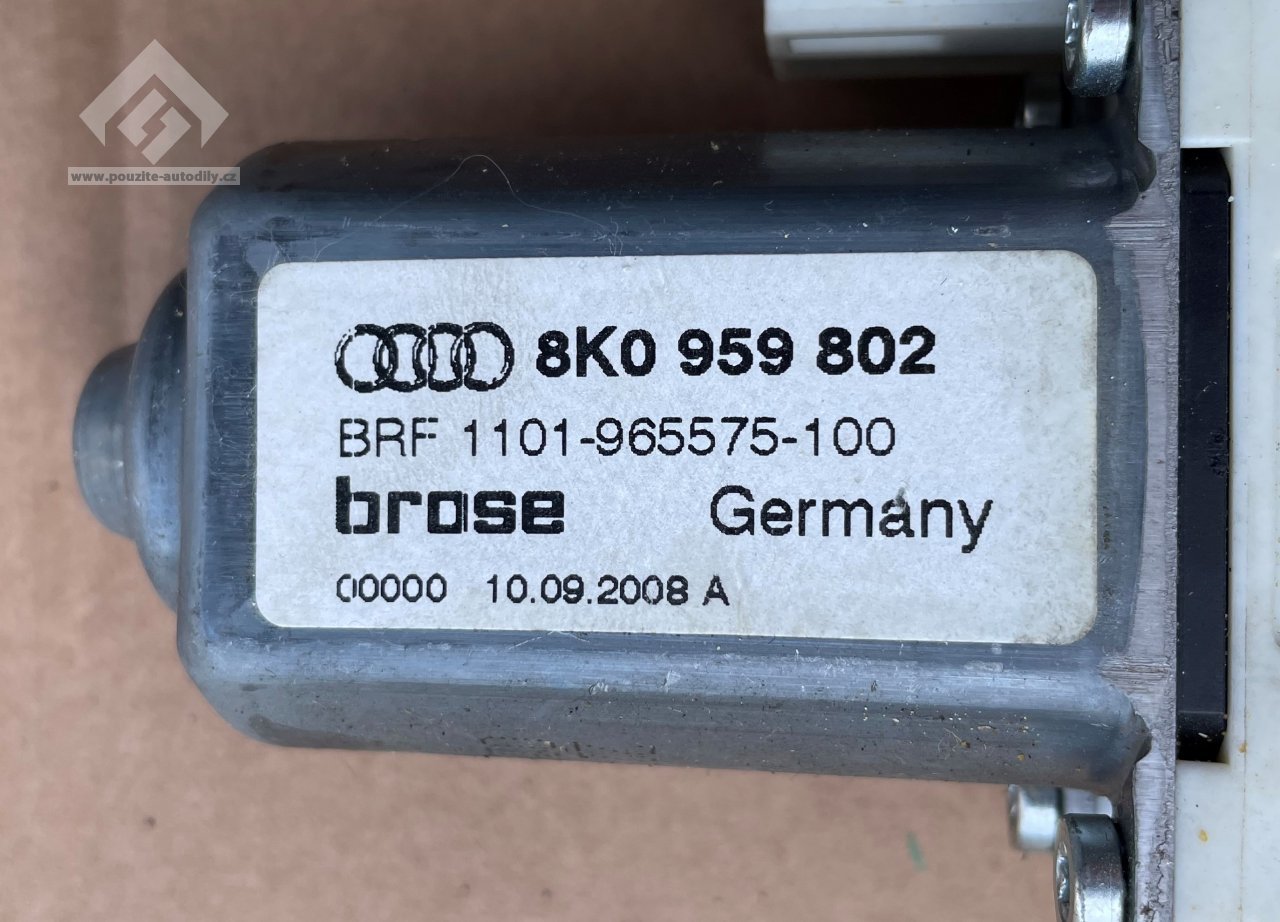 www.pouzite-autodily.cz
8K0 959 802
BRF 1101-965575-100
brose Germany
00000 10.09.2008 A